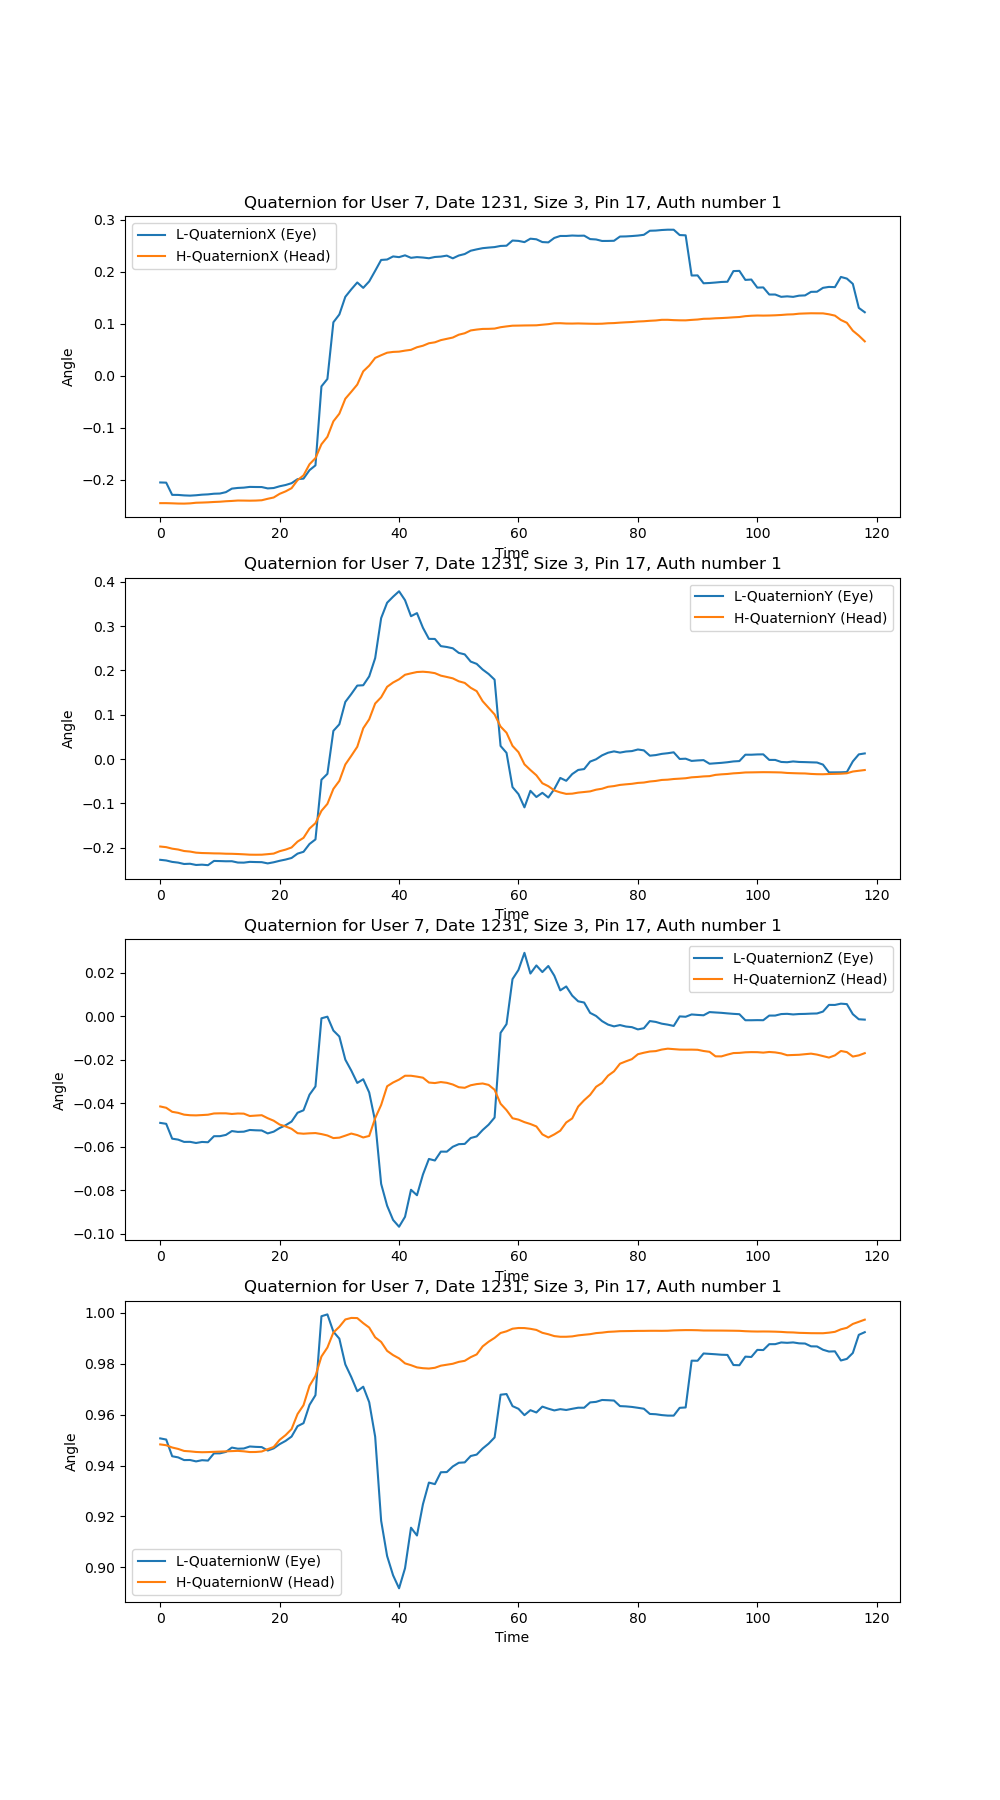 Quaternion for User 7, Date 1231, Size 3, Pin 17, Auth number 1
L-QuaternionX (Eye)
H-QuaternionX (Head)
0.3
0.2
0.1
0.0
−0.1
−0.2
Angle
0 20 40 60 80 100 120
Time
Quaternion for User 7, Date 1231, Size 3, Pin 17, Auth number 1
L-QuaternionY (Eye)
H-QuaternionY (Head)
0.4
0.3
0.2
0.1
0.0
−0.1
−0.2
Angle
0 20 40 60 80 100 120
Time
Quaternion for User 7, Date 1231, Size 3, Pin 17, Auth number 1
L-QuaternionZ (Eye)
H-QuaternionZ (Head)
0.02
0.00
−0.02
−0.04
−0.06
−0.08
−0.10
Angle
0 20 40 60 80 100 120
Time
Quaternion for User 7, Date 1231, Size 3, Pin 17, Auth number 1
1.00
0.98
0.96
0.94
0.92
0.90
Angle
L-QuaternionW (Eye)
H-QuaternionW (Head)
0 20 40 60 80 100 120
Time